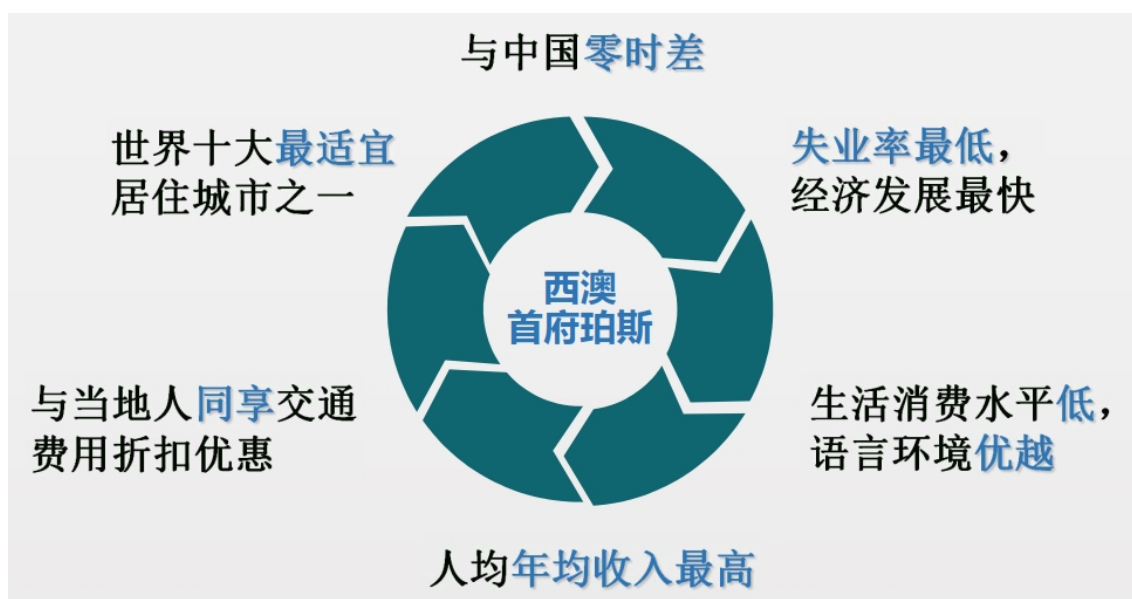 与中国零时差
世界十大最适宜
居住城市之一
失业率最低，
经济发展最快
西澳
首府珀斯
与当地人同享交通
费用折扣优惠
生活消费水平低，
语言环境优越
人均年均收入最高